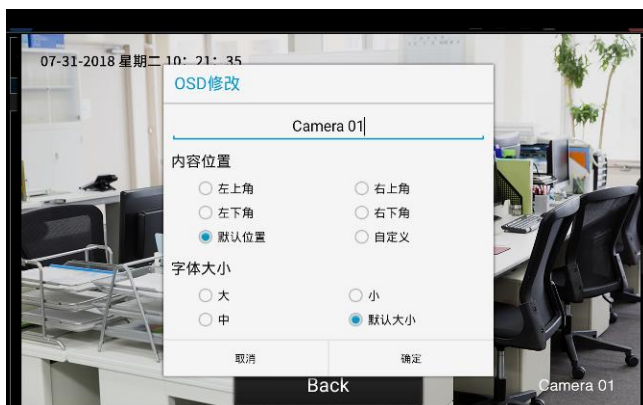 07-31-2018 星期二 10：21：35
OSD修改
Camera 01
内容位置
左上角 右上角
左下角 右下角
默认位置 自定义
字体大小
大 小
中 默认大小
取消 确定
Back
Camera 01